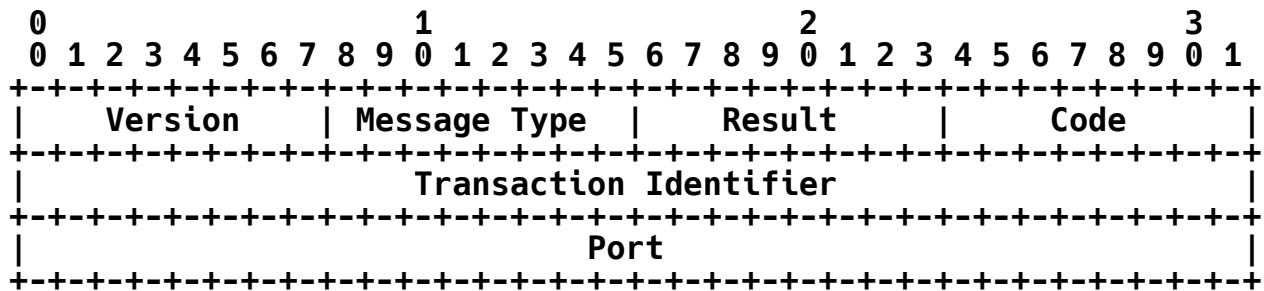 0                   1                   2                   3
 0 1 2 3 4 5 6 7 8 9 0 1 2 3 4 5 6 7 8 9 0 1 2 3 4 5 6 7 8 9 0 1
+-+-+-+-+-+-+-+-+-+-+-+-+-+-+-+-+-+-+-+-+-+-+-+-+-+-+-+-+-+-+-+-+
|    Version    | Message Type  |    Result     |     Code      |
+-+-+-+-+-+-+-+-+-+-+-+-+-+-+-+-+-+-+-+-+-+-+-+-+-+-+-+-+-+-+-+-+
|                    Transaction Identifier                     |
+-+-+-+-+-+-+-+-+-+-+-+-+-+-+-+-+-+-+-+-+-+-+-+-+-+-+-+-+-+-+-+-+
|                             Port                              |
+-+-+-+-+-+-+-+-+-+-+-+-+-+-+-+-+-+-+-+-+-+-+-+-+-+-+-+-+-+-+-+-+